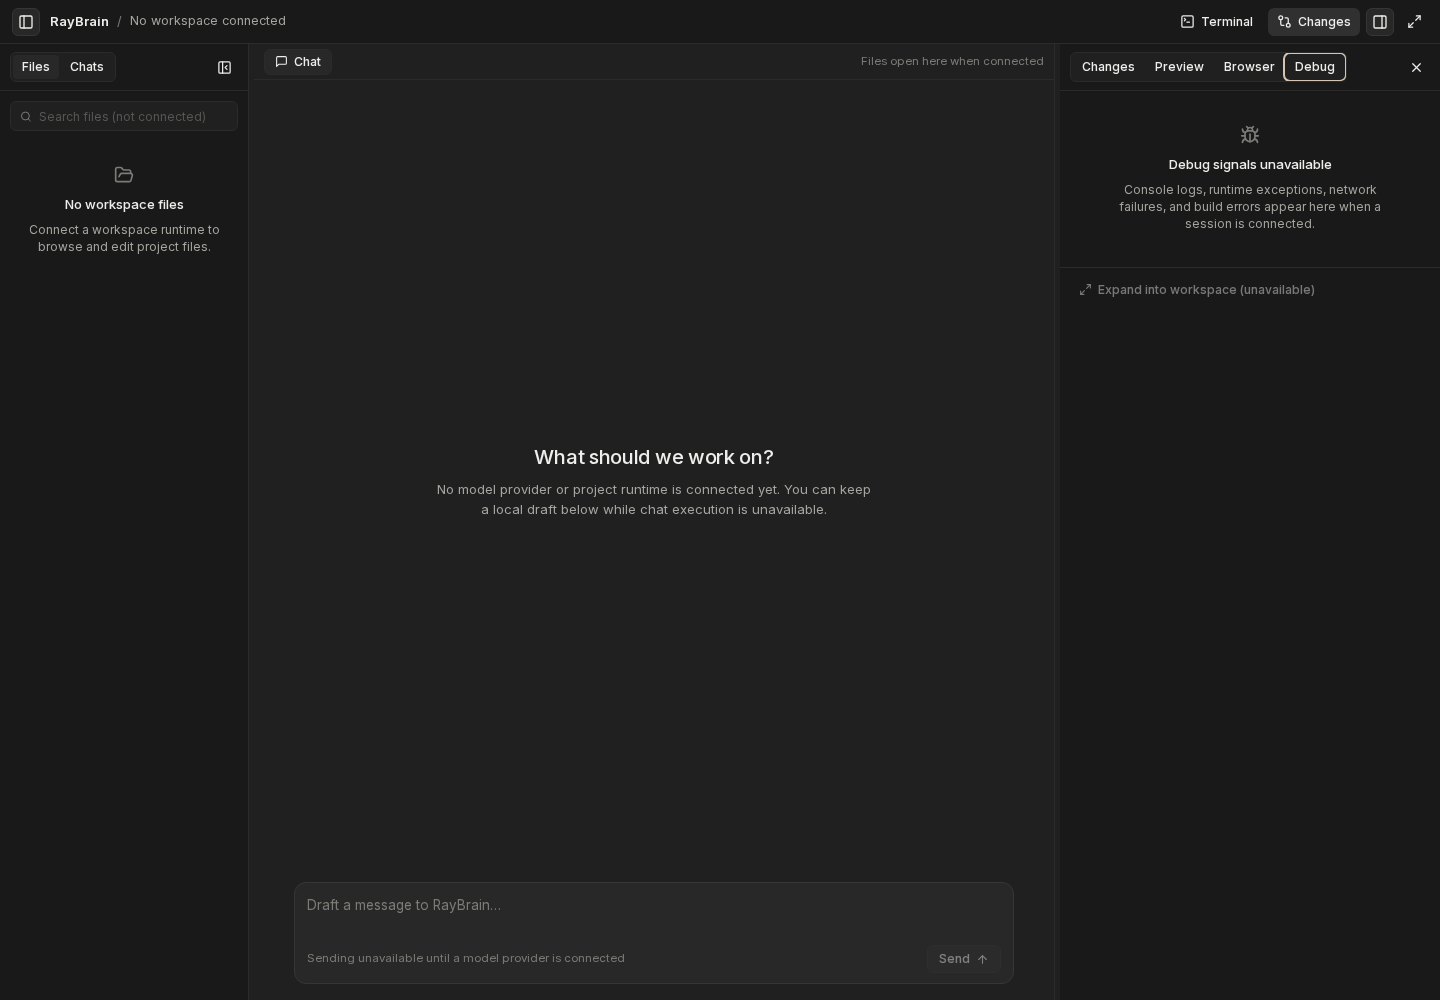 RayBrain / No workspace connected
Terminal
Changes
Files
Chats
Search files (not connected)
No workspace files
Connect a workspace runtime to
browse and edit project files.
Chat
Files open here when connected
What should we work on?
No model provider or project runtime is connected yet. You can keep
a local draft below while chat execution is unavailable.
Draft a message to RayBrain…
Sending unavailable until a model provider is connected
Send
Changes
Preview
Browser
Debug
Debug signals unavailable
Console logs, runtime exceptions, network
failures, and build errors appear here when a
session is connected.
Expand into workspace (unavailable)